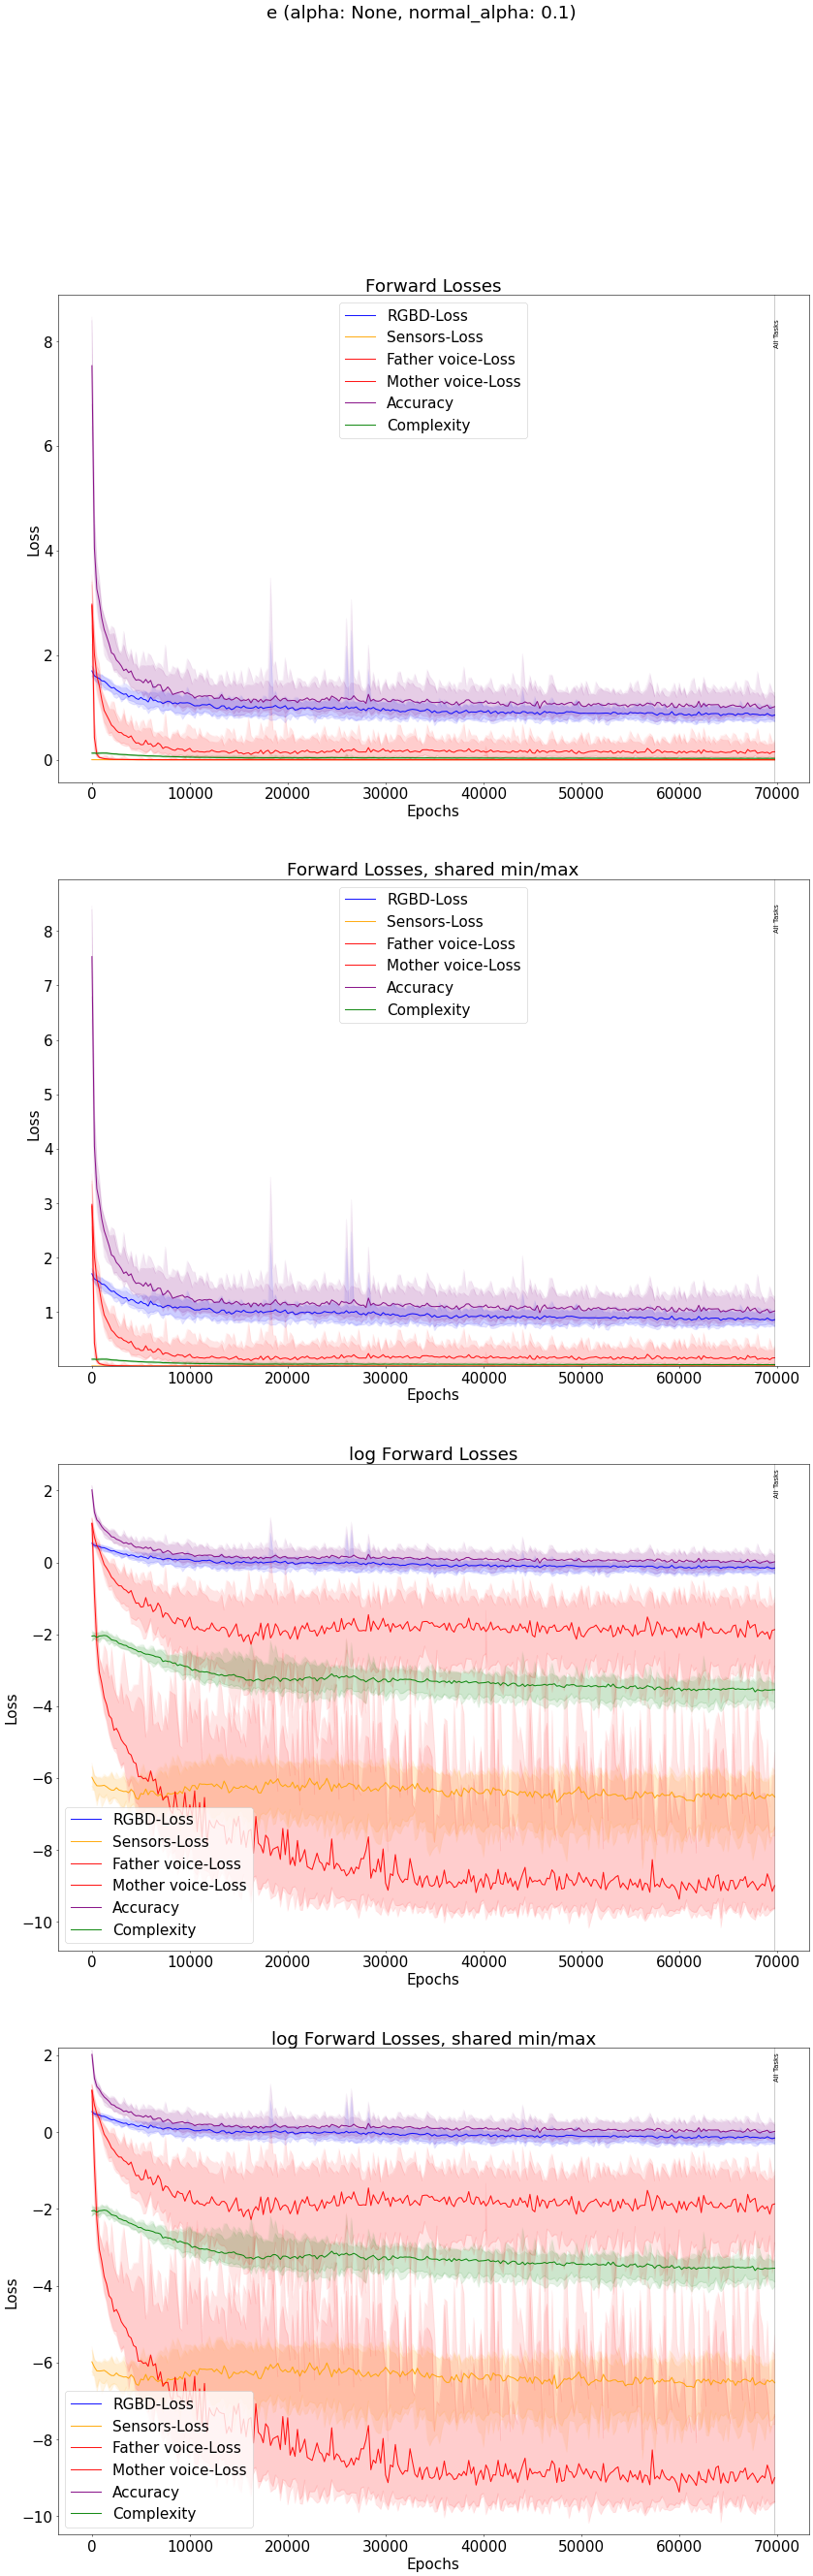 e (alpha: None, normal_alpha: 0.1)
Forward Losses
RGBD-Loss
Sensors-Loss
Father voice-Loss
Mother voice-Loss
Accuracy
Complexity
All Tasks
8
6
4
2
0
Loss
0 10000 20000 30000 40000 50000 60000 70000
Epochs
Forward Losses, shared min/max
RGBD-Loss
Sensors-Loss
Father voice-Loss
Mother voice-Loss
Accuracy
Complexity
All Tasks
8
7
6
5
4
3
2
1
Loss
0 10000 20000 30000 40000 50000 60000 70000
Epochs
log Forward Losses
All Tasks
2
0
−2
−4
−6
−8
−10
Loss
RGBD-Loss
Sensors-Loss
Father voice-Loss
Mother voice-Loss
Accuracy
Complexity
0 10000 20000 30000 40000 50000 60000 70000
Epochs
log Forward Losses, shared min/max
All Tasks
2
0
−2
−4
−6
−8
−10
Loss
RGBD-Loss
Sensors-Loss
Father voice-Loss
Mother voice-Loss
Accuracy
Complexity
0 10000 20000 30000 40000 50000 60000 70000
Epochs